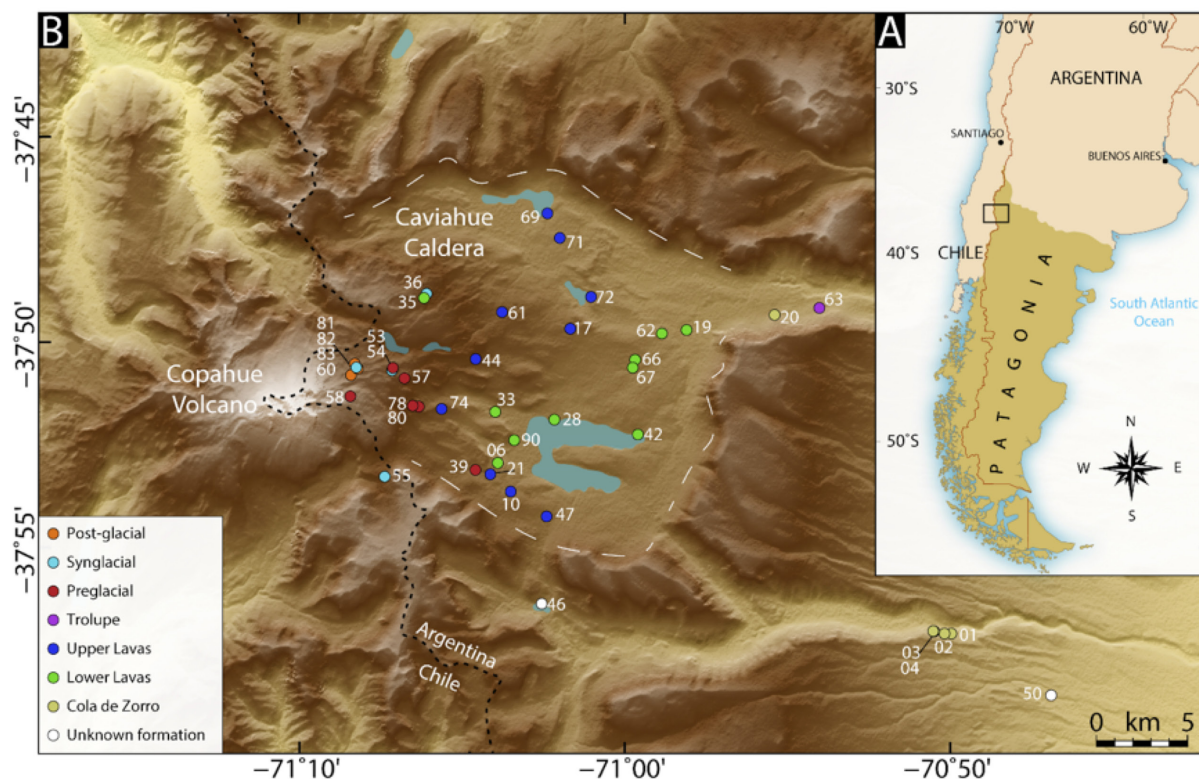 B
A
70°W
60°W
30°S
40°S
50°S
ARGENTINA
SANTIAGO
BUENOS AIRES
CHILE
PATAGONIA
South Atlantic
Ocean
N
W
E
S
-37°45'
-37°50'
-37°55'
Caviahue
Caldera
69
71
36
35
72
61
17
63
20
62
19
81
82
83
60
53
54
44
66
67
57
Copahue
Volcano
58
78
80
74
33
28
42
90
06
39
21
55
10
47
46
Argentina
Chile
01
02
03
04
50
Post-glacial
Synglacial
Preglacial
Trolupe
Upper Lavas
Lower Lavas
Cola de Zorro
Unknown formation
0 km 5
-71°10'
-71°00'
-70°50'